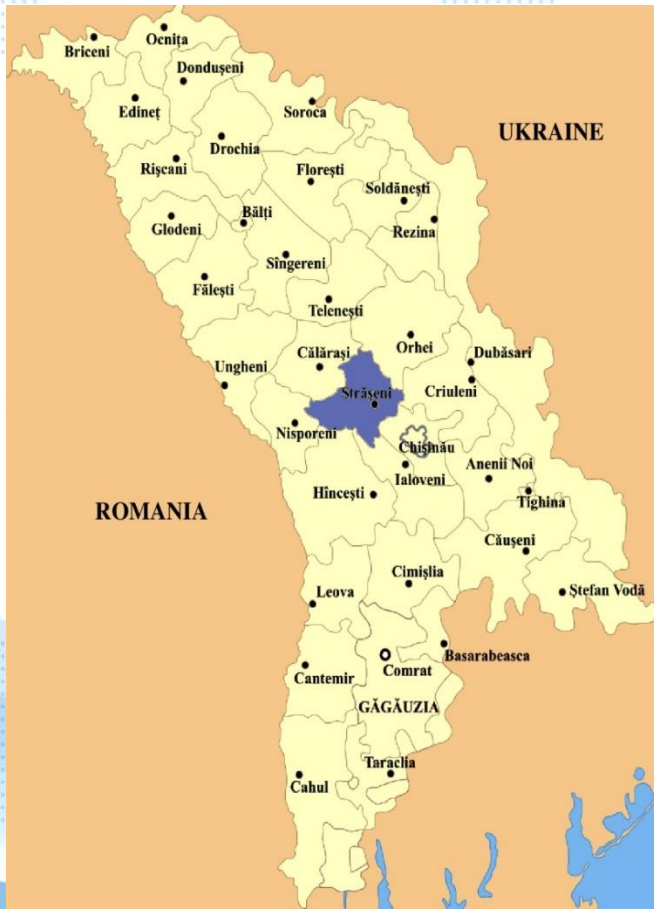 Ocnița
Briceni
Dondușeni
Edineț
Soroca
UKRAINE
Drochia
Rîșcani
Florești
Soldănești
Glodeni
Bălți
Rezina
Sîngereni
Fălești
Telenești
Orhei
Călărași
Dubăsari
Ungheni
Criuleni
Strășeni
Nisporeni
Chișinău
Anenii Noi
Ialoveni
Hîncești
Tighina
ROMANIA
Căușeni
Cimișlia
Leova
Ștefan Vodă
Basarabeasca
Cantemir
Comrat
GĂGĂUZIA
Taraclia
Cahul